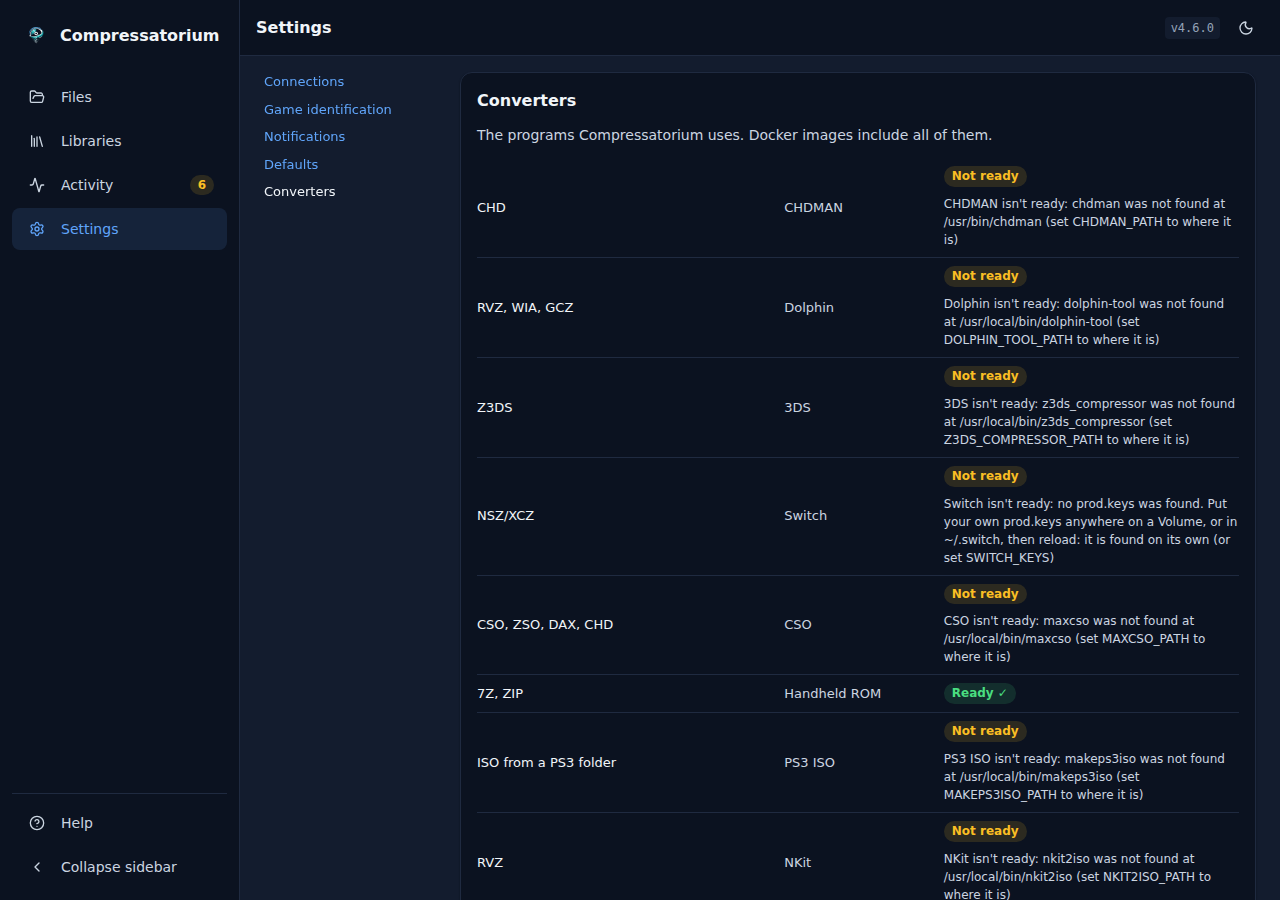 Compressatorium
Settings
v4.6.0
Files
Libraries
Activity
6
Settings
Help
Collapse sidebar
Connections
Game identification
Notifications
Defaults
Converters
Converters
The programs Compressatorium uses. Docker images include all of them.
CHD
CHDMAN
Not ready
CHDMAN isn't ready: chdman was not found at
/usr/bin/chdman (set CHDMAN_PATH to where it
is)
RVZ, WIA, GCZ
Dolphin
Not ready
Dolphin isn't ready: dolphin-tool was not found
at /usr/local/bin/dolphin-tool (set
DOLPHIN_TOOL_PATH to where it is)
Z3DS
3DS
Not ready
3DS isn't ready: z3ds_compressor was not found
at /usr/local/bin/z3ds_compressor (set
Z3DS_COMPRESSOR_PATH to where it is)
NSZ/XCZ
Switch
Not ready
Switch isn't ready: no prod.keys was found. Put
your own prod.keys anywhere on a Volume, or in
~/.switch, then reload: it is found on its own (or
set SWITCH_KEYS)
CSO, ZSO, DAX, CHD
CSO
Not ready
CSO isn't ready: maxcso was not found at
/usr/local/bin/maxcso (set MAXCSO_PATH to
where it is)
7Z, ZIP
Handheld ROM
Ready ✓
ISO from a PS3 folder
PS3 ISO
Not ready
PS3 ISO isn't ready: makeps3iso was not found
at /usr/local/bin/makeps3iso (set
MAKEPS3ISO_PATH to where it is)
RVZ
NKit
Not ready
NKit isn't ready: nkit2iso was not found at
/usr/local/bin/nkit2iso (set NKIT2ISO_PATH to
where it is)